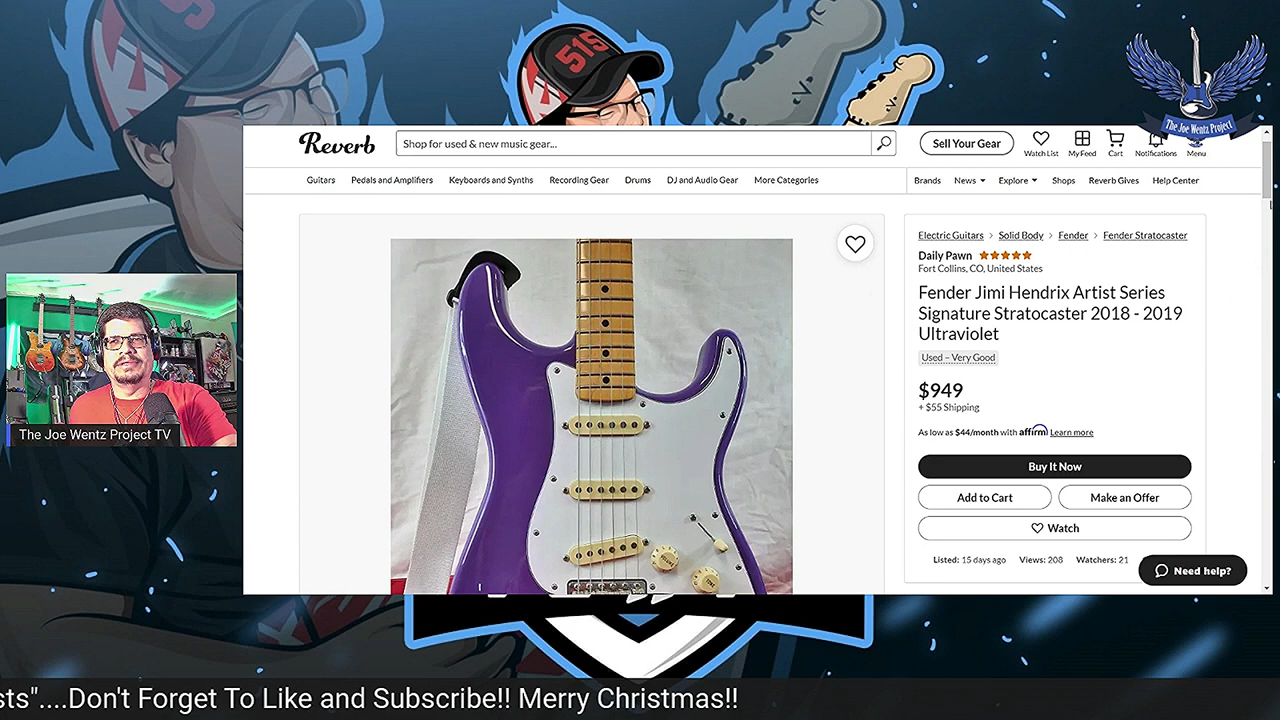 515
The Joe Wentz Project
Reverb
Shop for used & new music gear...
Sell Your Gear
Watch List
My Feed
Cart
Notifications
Menu
Guitars
Pedals and Amplifiers
Keyboards and Synths
Recording Gear
Drums
DJ and Audio Gear
More Categories
Brands
News
Explore
Shops
Reverb Gives
Help Center
Electric Guitars > Solid Body > Fender > Fender Stratocaster
Daily Pawn
Fort Collins, CO, United States
Fender Jimi Hendrix Artist Series
Signature Stratocaster 2018 - 2019
Ultraviolet
Used – Very Good
$949
+ $55 Shipping
As low as $44/month with affirm Learn more
Buy It Now
Add to Cart
Make an Offer
Watch
Listed: 15 days ago
Views: 208
Watchers: 21
Need help?
The Joe Wentz Project TV
sts"....Don't Forget To Like and Subscribe!! Merry Christmas!!